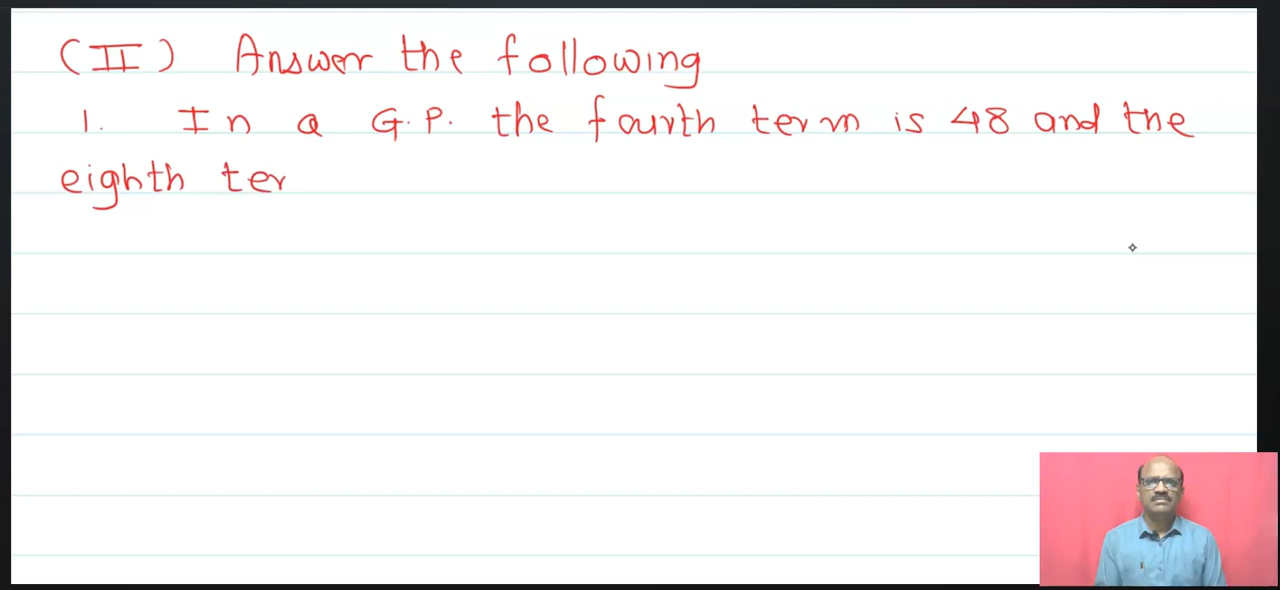 (II) Answer the following
1. In a G.P. the fourth term is 48 and the
eighth ter